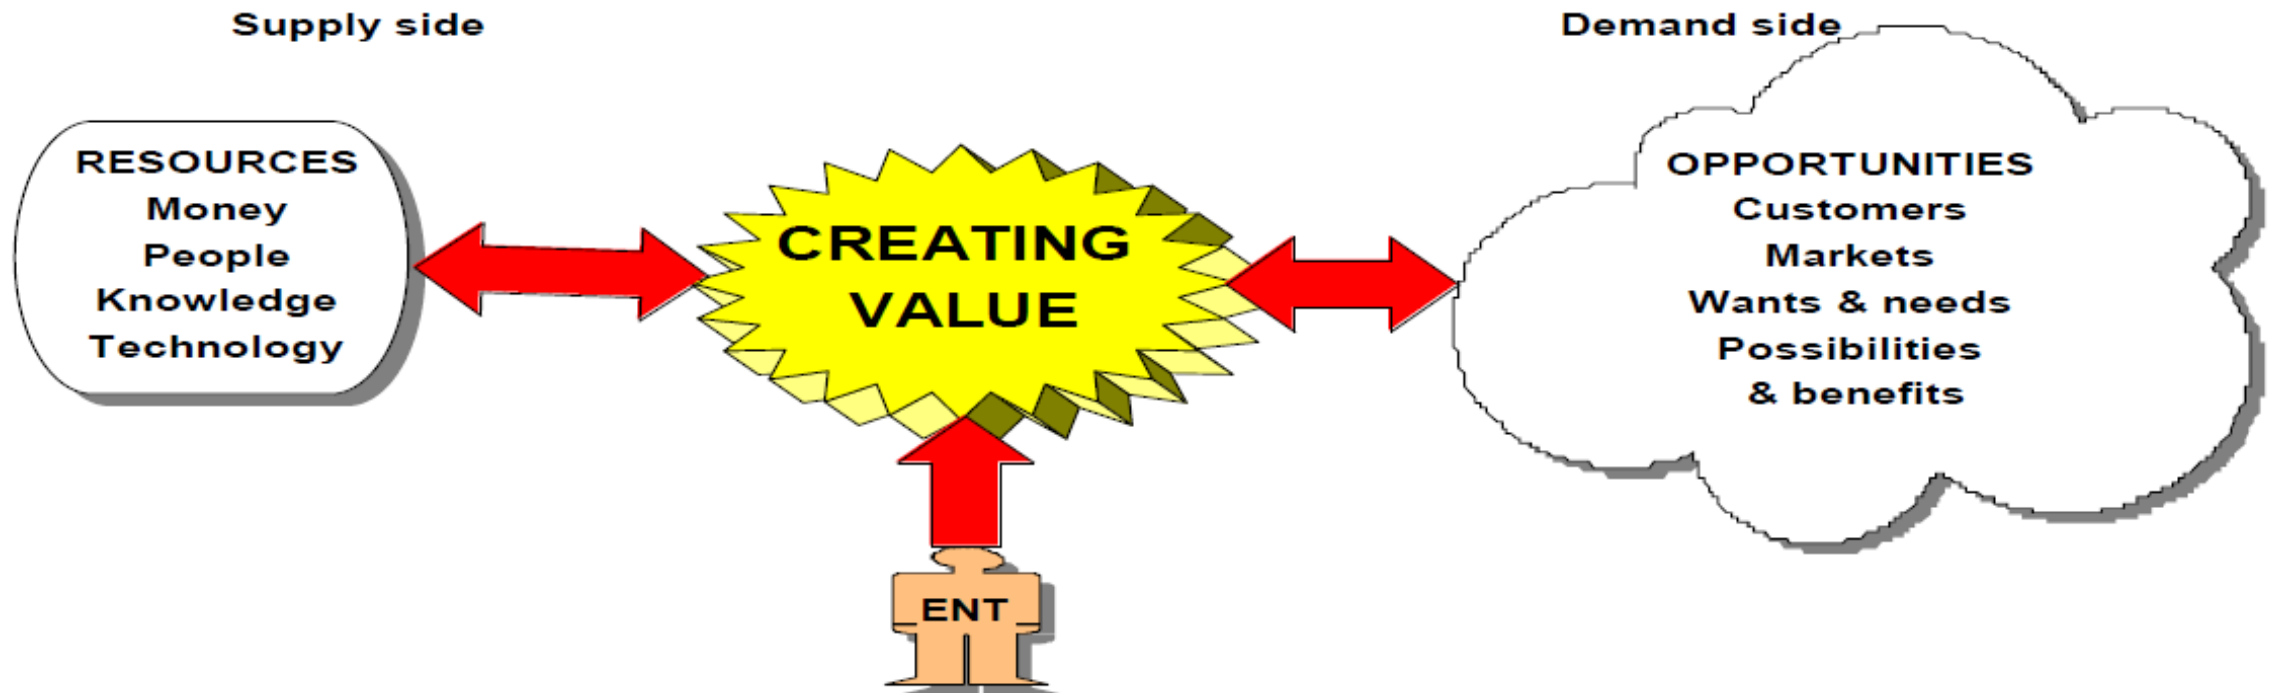 Supply side
Demand side
RESOURCES
Money
People
Knowledge
Technology
CREATING
VALUE
OPPORTUNITIES
Customers
Markets
Wants & needs
Possibilities
& benefits
ENT